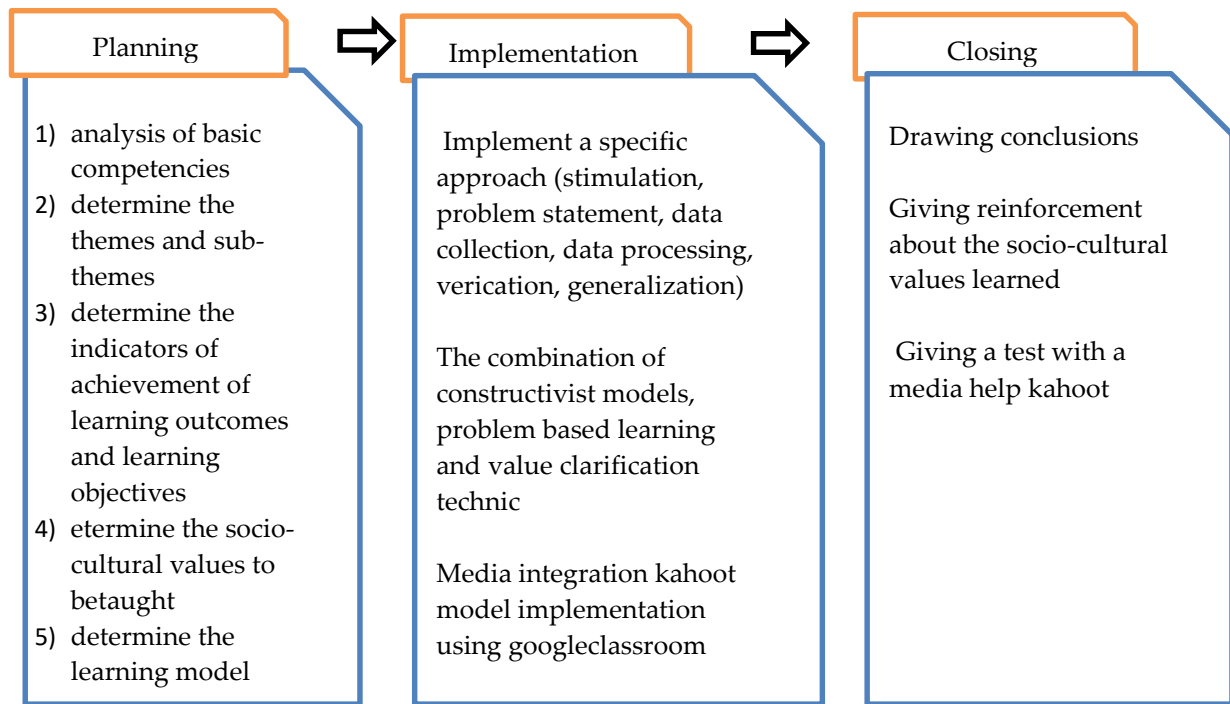 Planning
1) analysis of basic
competencies
2) determine the
themes and sub-
themes
3) determine the
indicators of
achievement of
learning outcomes
and learning
objectives
4) etermine the socio-
cultural values to
betaught
5) determine the
learning model
Implementation
Implement a specific
approach (stimulation,
problem statement, data
collection, data processing,
verication, generalization)
The combination of
constructivist models,
problem based learning
and value clarification
technic
Media integration kahoot
model implementation
using googleclassroom
Closing
Drawing conclusions
Giving reinforcement
about the socio-cultural
values learned
Giving a test with a
media help kahoot